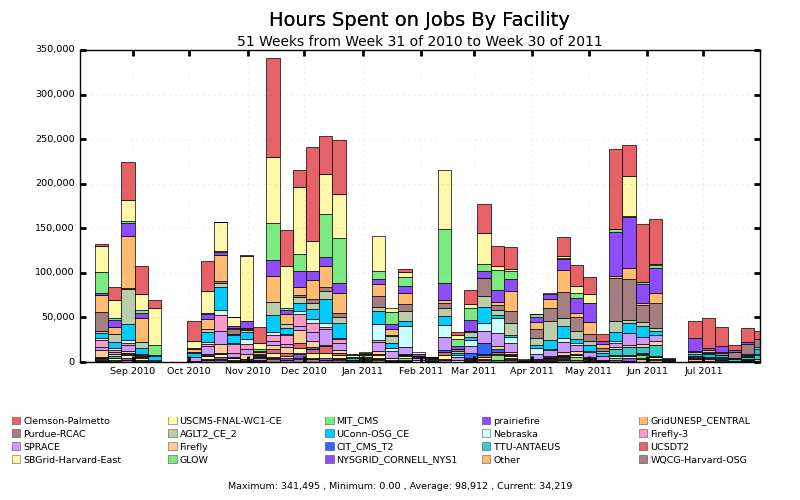 Hours Spent on Jobs By Facility
51 Weeks from Week 31 of 2010 to Week 30 of 2011
350,000
300,000
250,000
200,000
150,000
100,000
50,000
0
Sep 2010 Oct 2010 Nov 2010 Dec 2010 Jan 2011 Feb 2011 Mar 2011 Apr 2011 May 2011 Jun 2011 Jul 2011
Clemson-Palmetto USCMS-FNAL-WC1-CE MIT_CMS prairiefire GridUNESP_CENTRAL
Purdue-RCAC AGLT2_CE_2 UConn-OSG_CE Nebraska Firefly-3
SPRACE Firefly CIT_CMS_T2 TTU-ANTAEUS UCSDT2
SBGrid-Harvard-East GLOW NYSGRID_CORNELL_NYS1 Other WQCG-Harvard-OSG
Maximum: 341,495 , Minimum: 0.00 , Average: 98,912 , Current: 34,219